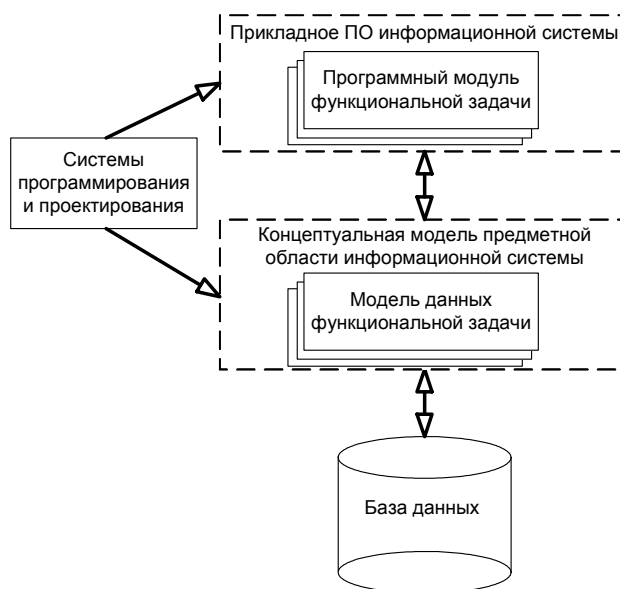 Прикладное ПО информационной системы
Программный модуль
функциональной задачи
Системы
программирования
и проектирования
Концептуальная модель предметной
области информационной системы
Модель данных
функциональной задачи
База данных